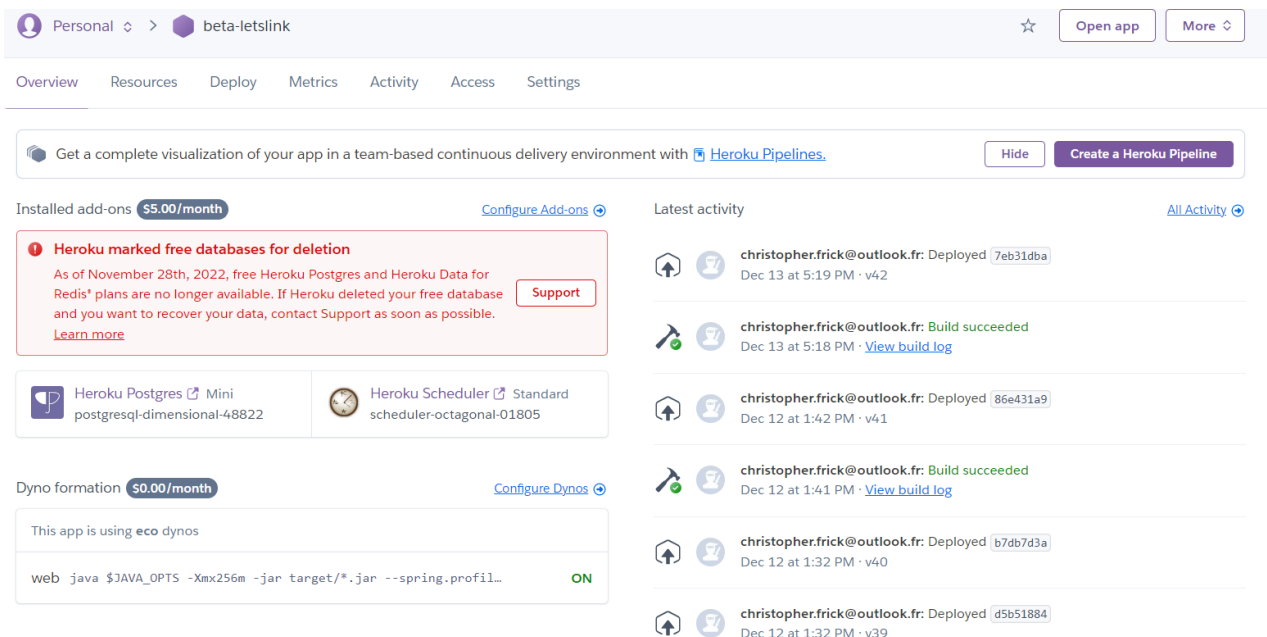 Personal > beta-letslink
Open app
More
Overview Resources Deploy Metrics Activity Access Settings
Get a complete visualization of your app in a team-based continuous delivery environment with Heroku Pipelines.
Hide
Create a Heroku Pipeline
Installed add-ons $5.00/month
Configure Add-ons
Heroku marked free databases for deletion
As of November 28th, 2022, free Heroku Postgres and Heroku Data for
Redis® plans are no longer available. If Heroku deleted your free database
and you want to recover your data, contact Support as soon as possible.
Learn more
Support
Heroku Postgres Mini
postgresql-dimensional-48822
Heroku Scheduler Standard
scheduler-octagonal-01805
Dyno formation $0.00/month
Configure Dynos
This app is using eco dynos
web java $JAVA_OPTS -Xmx256m -jar target/*.jar --spring.profil…
ON
Latest activity
All Activity
christopher.frick@outlook.fr: Deployed 7eb31dba
Dec 13 at 5:19 PM · v42
christopher.frick@outlook.fr: Build succeeded
Dec 13 at 5:18 PM · View build log
christopher.frick@outlook.fr: Deployed 86e431a9
Dec 12 at 1:42 PM · v41
christopher.frick@outlook.fr: Build succeeded
Dec 12 at 1:41 PM · View build log
christopher.frick@outlook.fr: Deployed b7db7d3a
Dec 12 at 1:32 PM · v40
christopher.frick@outlook.fr: Deployed d5b51884
Dec 12 at 1:32 PM · v39